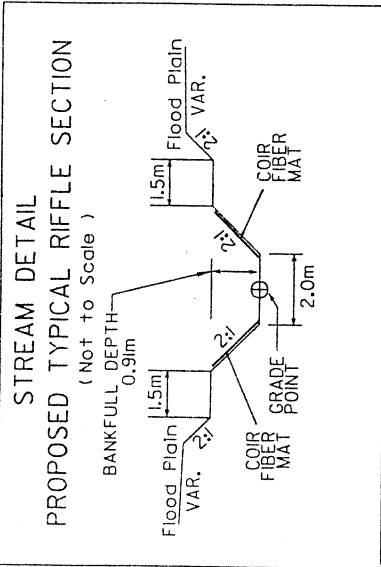 STREAM DETAIL
PROPOSED TYPICAL RIFFLE SECTION
( Not to Scale )
BANKFULL DEPTH
0.91m
1.5m
1.5m
Flood Plain
VAR.
2:1
2:1
2:1
2:1
Flood Plain
VAR.
COIR
FIBER
MAT
GRADE
POINT
2.0m
COIR
FIBER
MAT